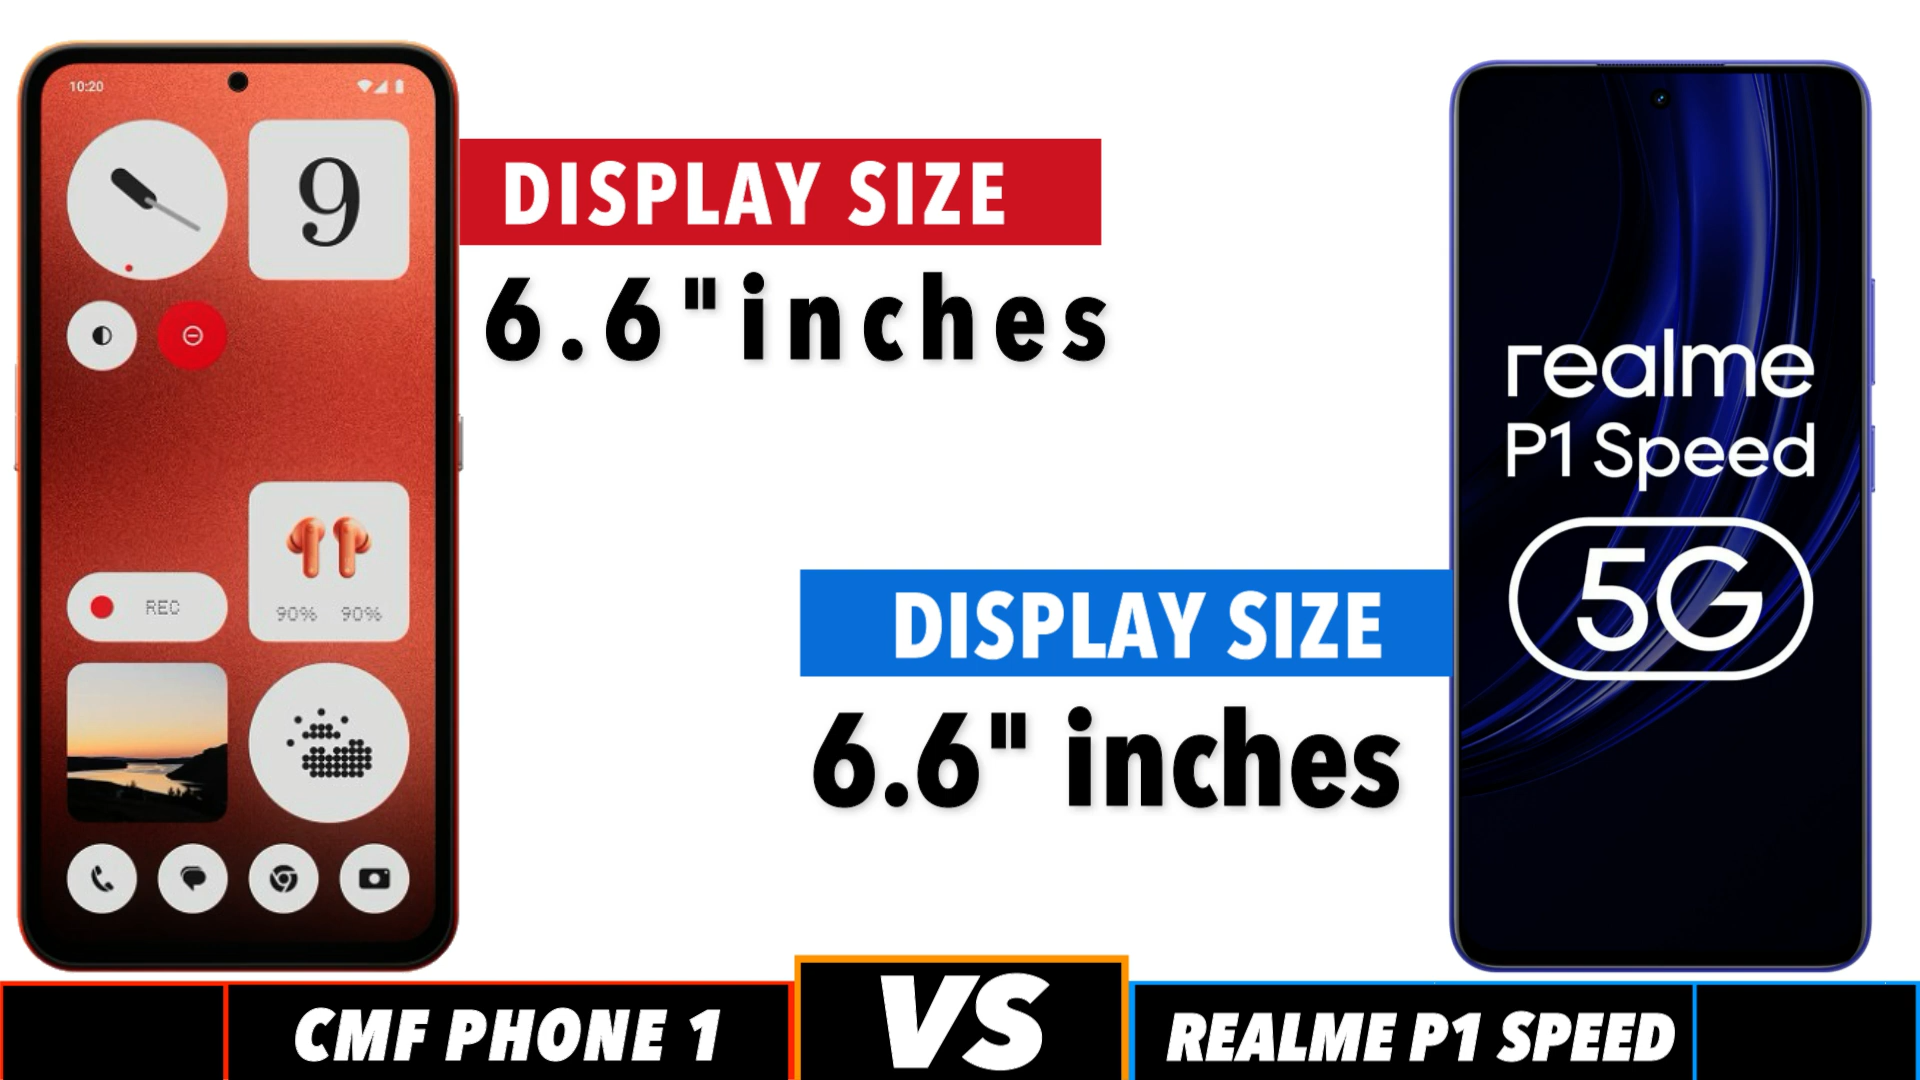 10:20
9
REC
90% 90%
DISPLAY SIZE
6.6"inches
DISPLAY SIZE
6.6" inches
realme
P1 Speed
5G
CMF PHONE 1
VS
REALME P1 SPEED